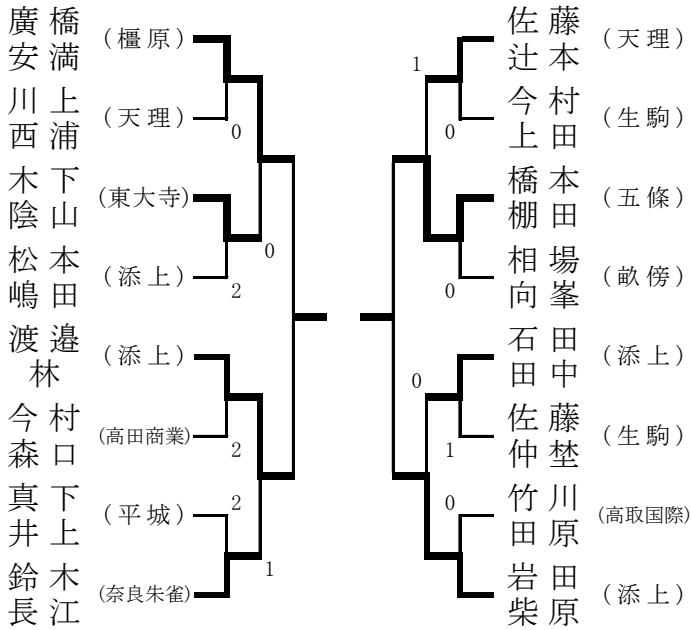 廣橋
安満
(橿原)
川上
西浦
(天理)
0
木下
陰山
(東大寺)
0
松本
嶋田
(添上)
2
渡邉
林
(添上)
今村
森口
(高田商業)
2
真下
井上
(平城)
2
鈴木
長江
(奈良朱雀)
1
佐藤
辻本
(天理)
1
今村
上田
(生駒)
0
橋本
棚田
(五條)
相場
向峯
(畝傍)
0
石田
田中
(添上)
0
佐藤
仲埜
(生駒)
1
竹川
田原
(高取国際)
0
岩田
柴原
(添上)